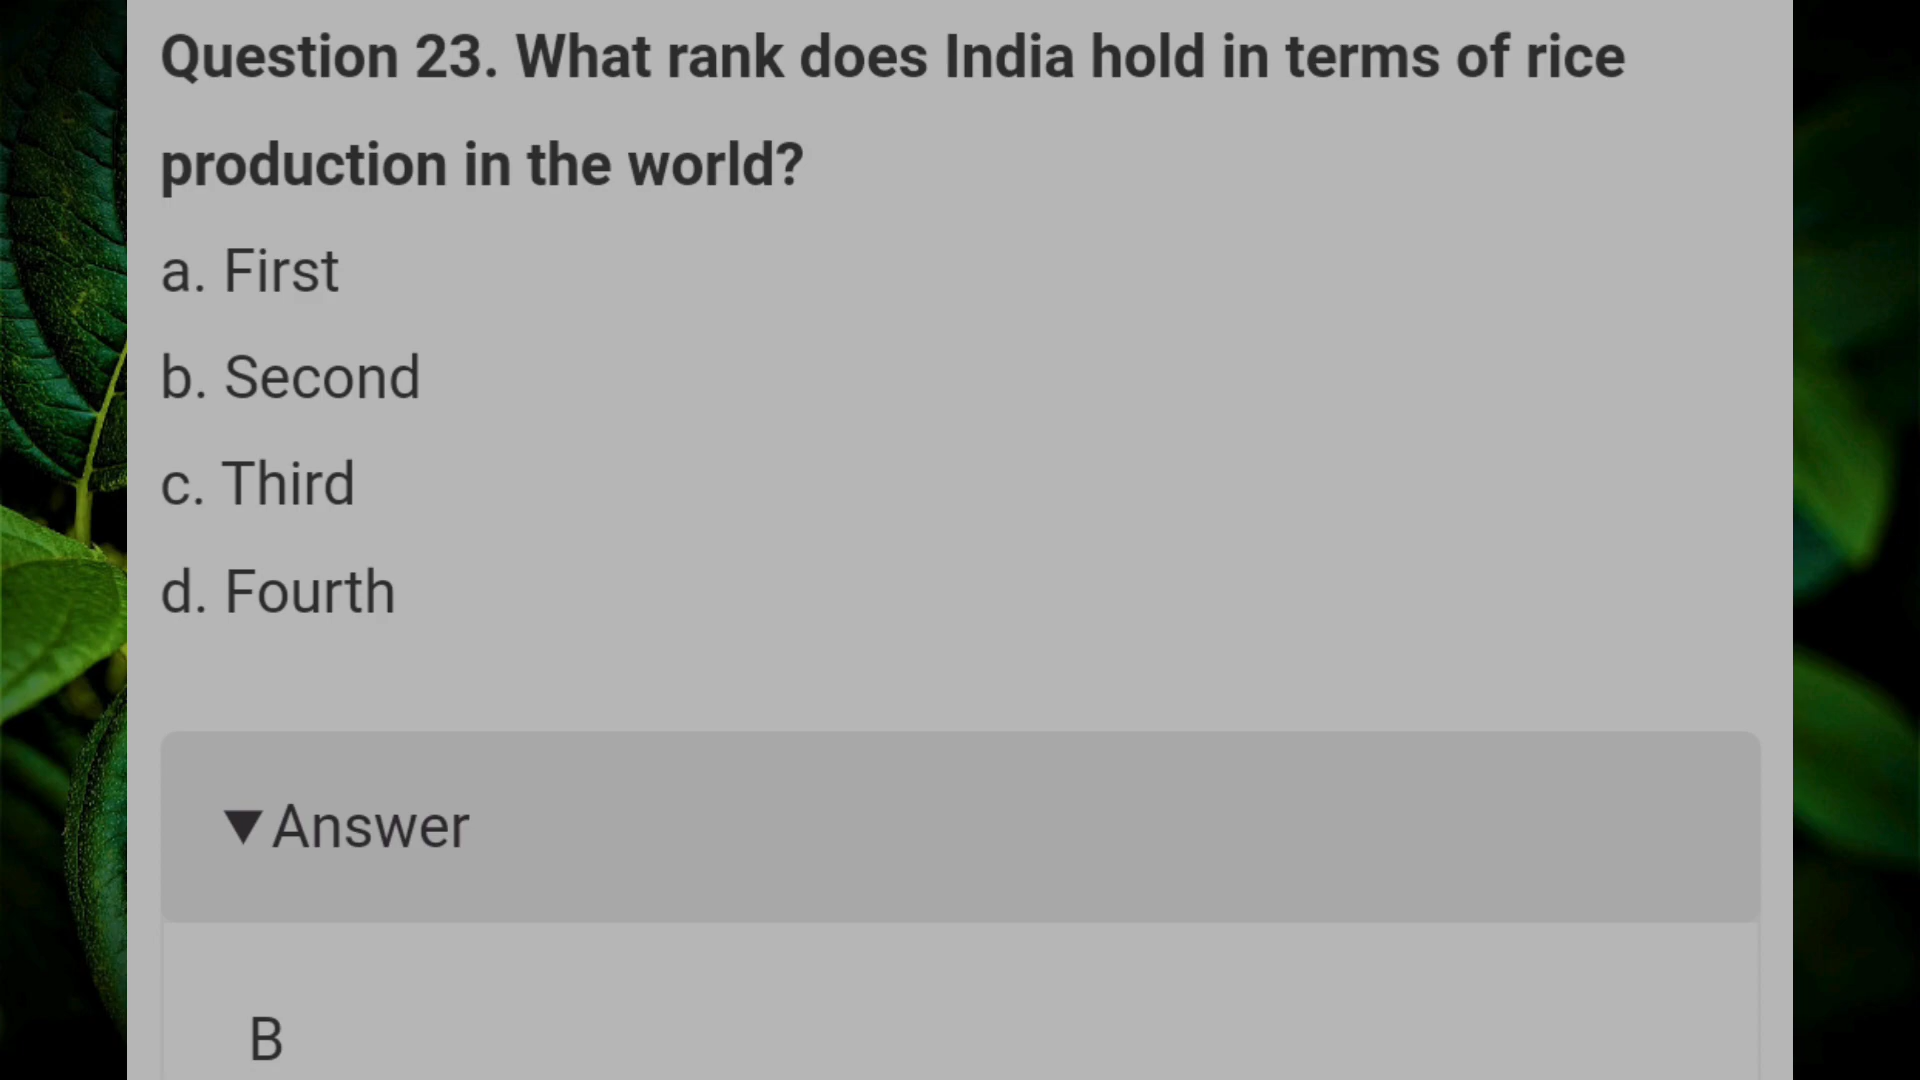 Question 23. What rank does India hold in terms of rice
production in the world?
a. First
b. Second
c. Third
d. Fourth
▼Answer
B